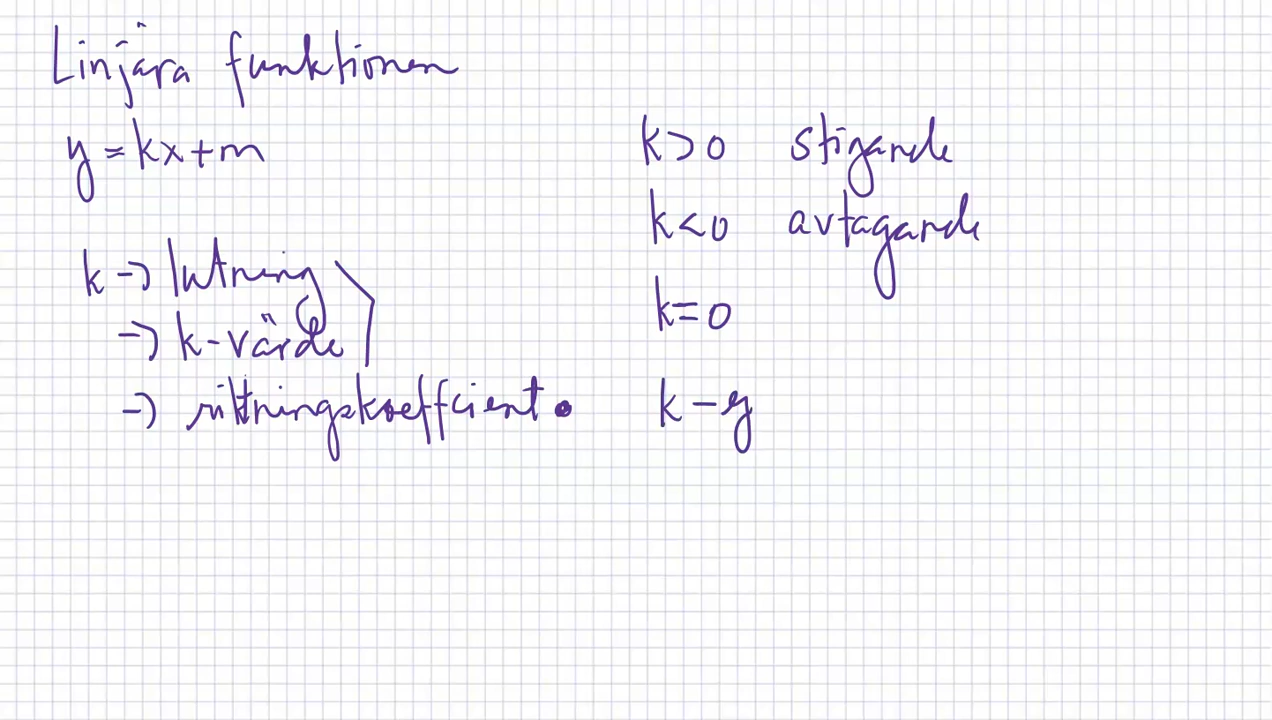 Linjära funktionen
y = kx + m
k → lutning
→ k-värde
→ riktningskoefficient
k > 0 stigande
k < 0 avtagande
k = 0
k - y